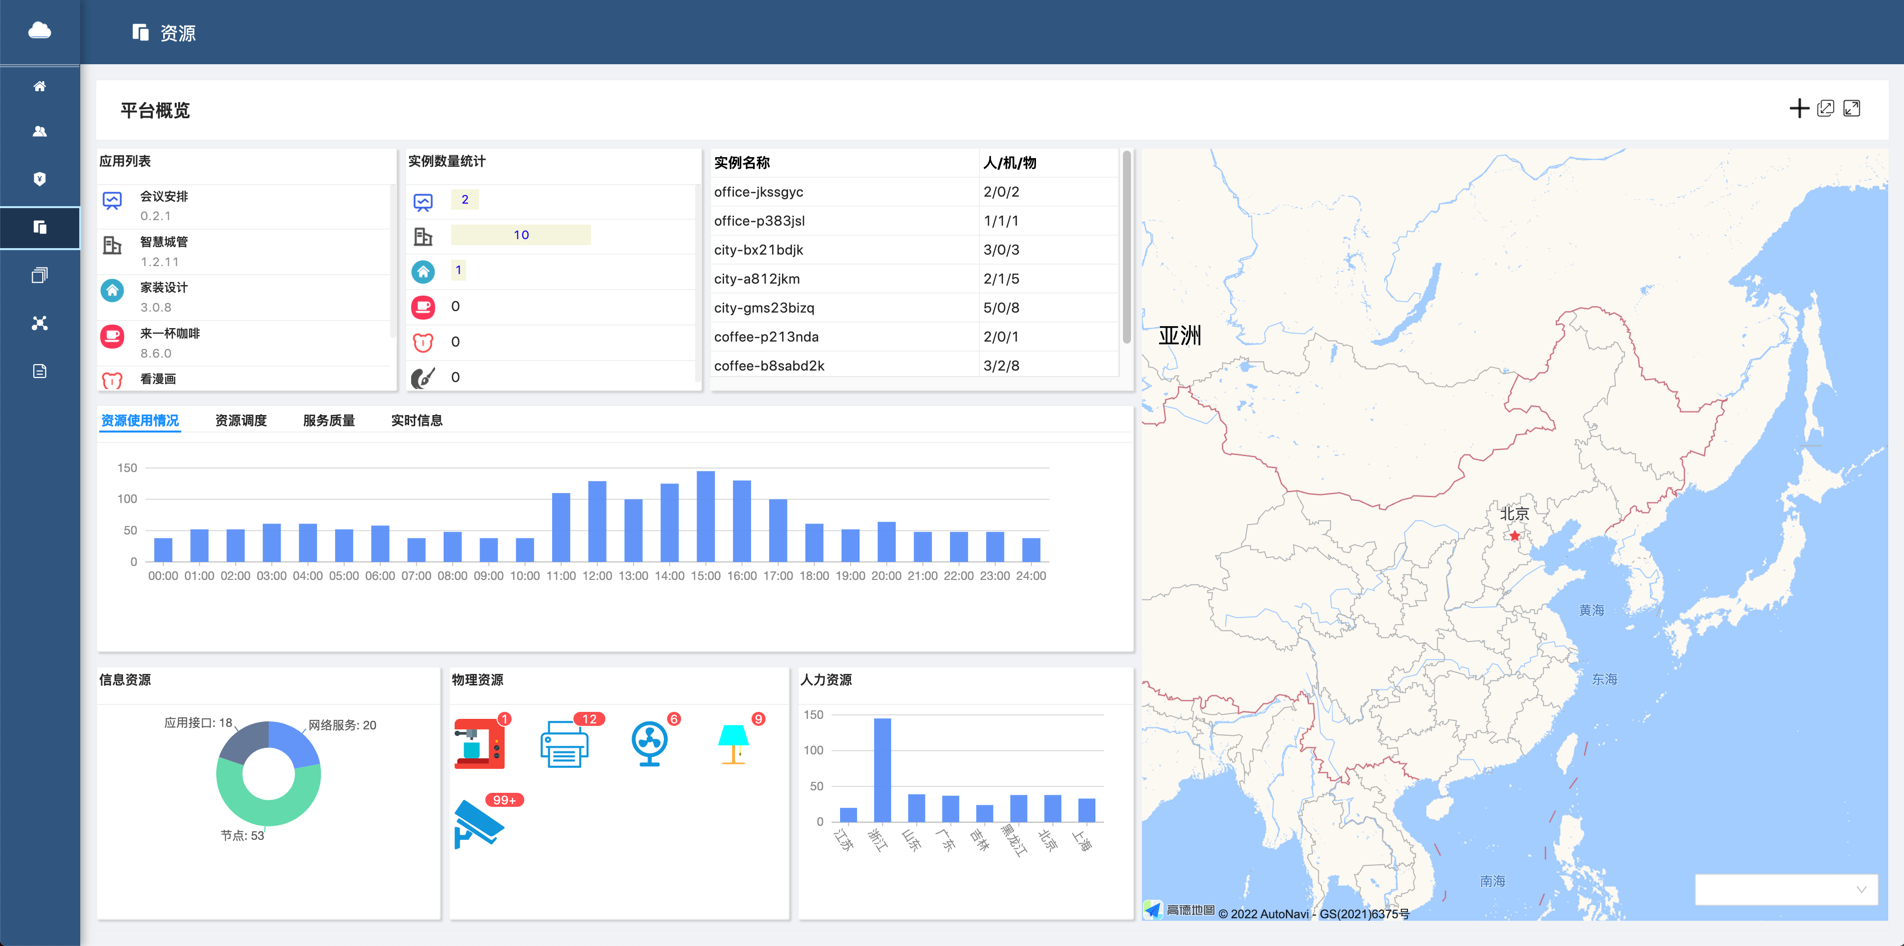 资源
平台概览
应用列表
会议安排
0.2.1
智慧城管
1.2.11
家装设计
3.0.8
来一杯咖啡
8.6.0
看漫画
实例数量统计
2
10
1
0
0
0
实例名称 人/机/物
office-jkssgyc 2/0/2
office-p383jsl 1/1/1
city-bx21bdjk 3/0/3
city-a812jkm 2/1/5
city-gms23bizq 5/0/8
coffee-p213nda 2/0/1
coffee-b8sabd2k 3/2/8
资源使用情况 资源调度 服务质量 实时信息
150
100
50
0
00:00 01:00 02:00 03:00 04:00 05:00 06:00 07:00 08:00 09:00 10:00 11:00 12:00 13:00 14:00 15:00 16:00 17:00 18:00 19:00 20:00 21:00 22:00 23:00 24:00
信息资源
应用接口: 18
网络服务: 20
节点: 53
物理资源
1 12 6 9
99+
人力资源
150
100
50
0
江苏 浙江 山东 广东 吉林 黑龙江 北京 上海
亚洲
北京
黄海
东海
南海
高德地图 © 2022 AutoNavi - GS(2021)6375号